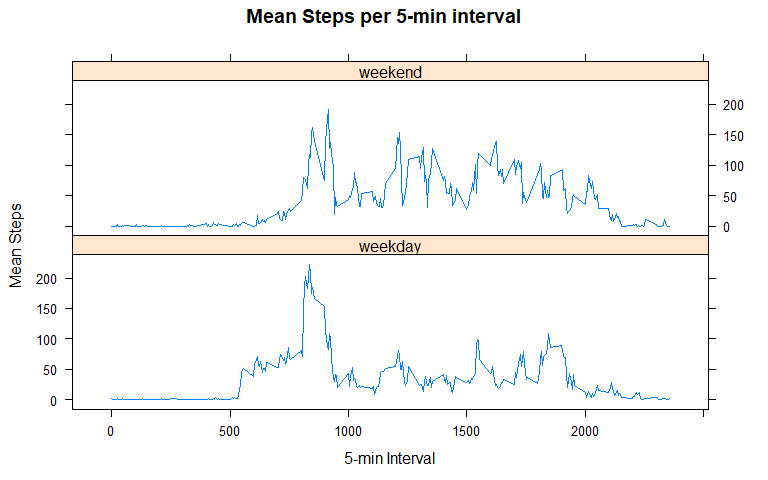 Mean Steps per 5-min interval
weekend
200
150
100
50
0
weekday
200
150
100
50
0
Mean Steps
0 500 1000 1500 2000
5-min Interval